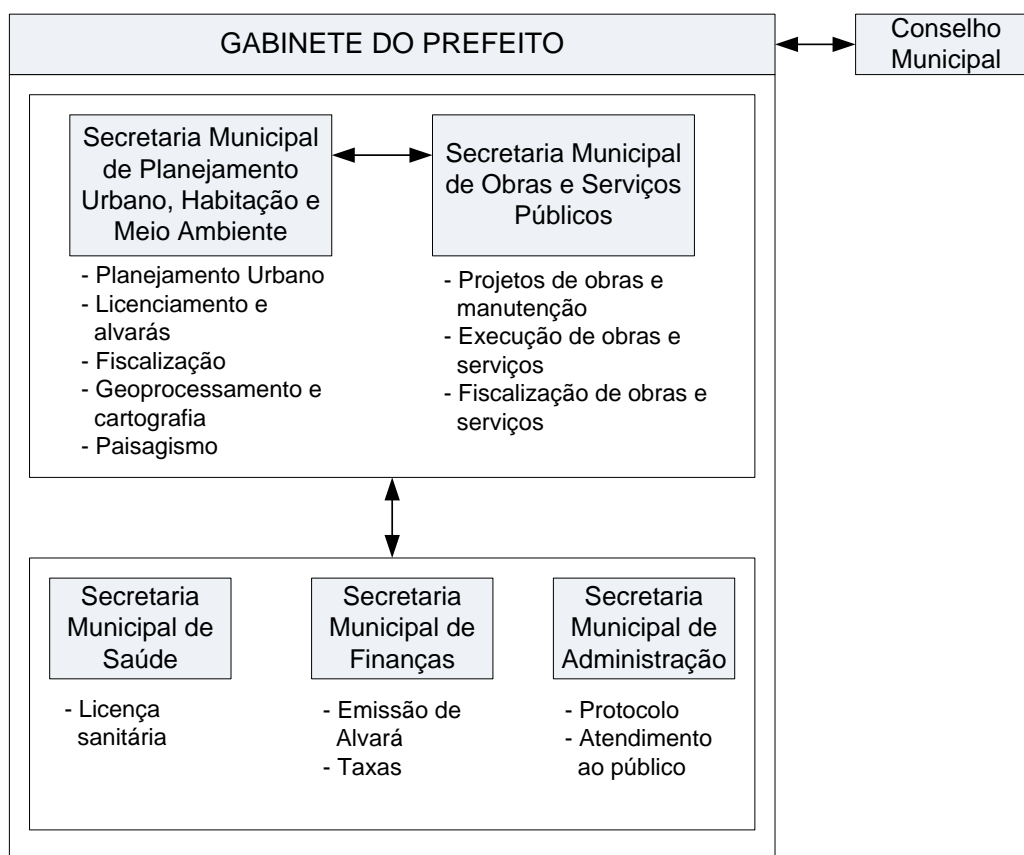 GABINETE DO PREFEITO
Conselho
Municipal
Secretaria Municipal
de Planejamento
Urbano, Habitação e
Meio Ambiente
- Planejamento Urbano
- Licenciamento e
alvarás
- Fiscalização
- Geoprocessamento e
cartografia
- Paisagismo
Secretaria Municipal
de Obras e Serviços
Públicos
- Projetos de obras e
manutenção
- Execução de obras e
serviços
- Fiscalização de obras e
serviços
Secretaria
Municipal de
Saúde
- Licença
sanitária
Secretaria
Municipal de
Finanças
- Emissão de
Alvará
- Taxas
Secretaria
Municipal de
Administração
- Protocolo
- Atendimento
ao público